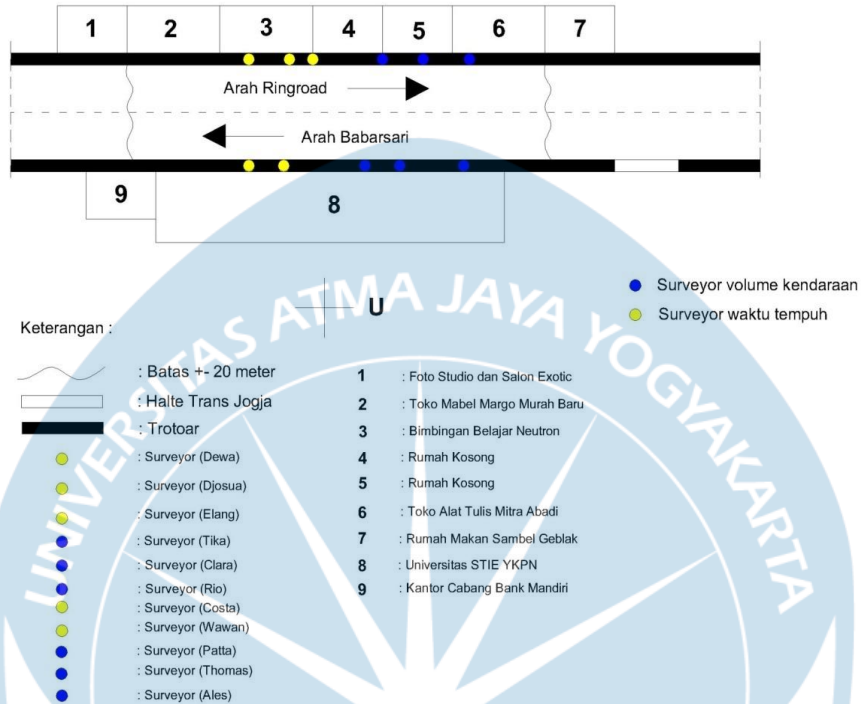 1 2 3 4 5 6 7
Arah Ringroad
Arah Babarsari
9
8
U
Surveyor volume kendaraan
Surveyor waktu tempuh
Keterangan :
: Batas +- 20 meter
: Halte Trans Jogja
: Trotoar
: Surveyor (Dewa)
: Surveyor (Djosua)
: Surveyor (Elang)
: Surveyor (Tika)
: Surveyor (Clara)
: Surveyor (Rio)
: Surveyor (Costa)
: Surveyor (Wawan)
: Surveyor (Patta)
: Surveyor (Thomas)
: Surveyor (Ales)
1 : Foto Studio dan Salon Exotic
2 : Toko Mabel Margo Murah Baru
3 : Bimbingan Belajar Neutron
4 : Rumah Kosong
5 : Rumah Kosong
6 : Toko Alat Tulis Mitra Abadi
7 : Rumah Makan Sambel Geblak
8 : Universitas STIE YKPN
9 : Kantor Cabang Bank Mandiri
UNIVERSITAS ATMA JAYA YOGYAKARTA